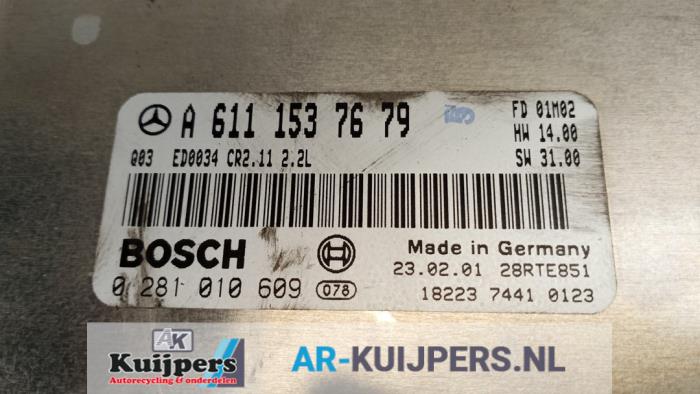 A 611 153 76 79
FD 01M02
HW 14.00
Q03 ED0034 CR2.11 2.2L
SW 31.00
BOSCH
Made in Germany
23.02.01 28RTE851
0 281 010 609 078
18223 7441 0123
AK
Kuijpers
Autorecycling & onderdelen
AR-KUIJPERS.NL